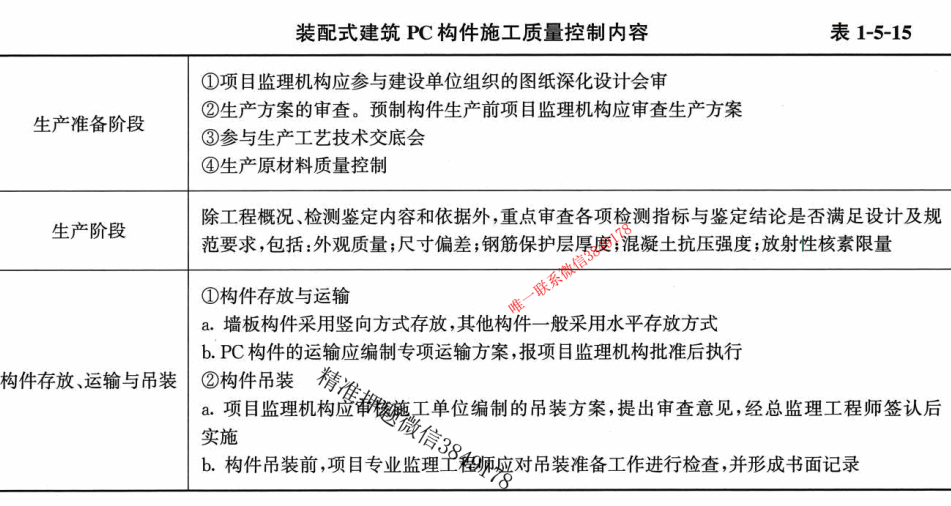 装配式建筑 PC 构件施工质量控制内容 表 1-5-15
生产准备阶段
①项目监理机构应参与建设单位组织的图纸深化设计会审
②生产方案的审查。预制构件生产前项目监理机构应审查生产方案
③参与生产工艺技术交底会
④生产原材料质量控制
生产阶段
除工程概况、检测鉴定内容和依据外,重点审查各项检测指标与鉴定结论是否满足设计及规
范要求,包括:外观质量;尺寸偏差;钢筋保护层厚度;混凝土抗压强度;放射性核素限量
构件存放、运输与吊装
①构件存放与运输
a. 墙板构件采用竖向方式存放,其他构件一般采用水平存放方式
b. PC 构件的运输应编制专项运输方案,报项目监理机构批准后执行
②构件吊装
a. 项目监理机构应审核施工单位编制的吊装方案,提出审查意见,经总监理工程师签认后
实施
b. 构件吊装前,项目专业监理工程师应对吊装准备工作进行检查,并形成书面记录
唯一联系微信3849178
精准押题微信3849178